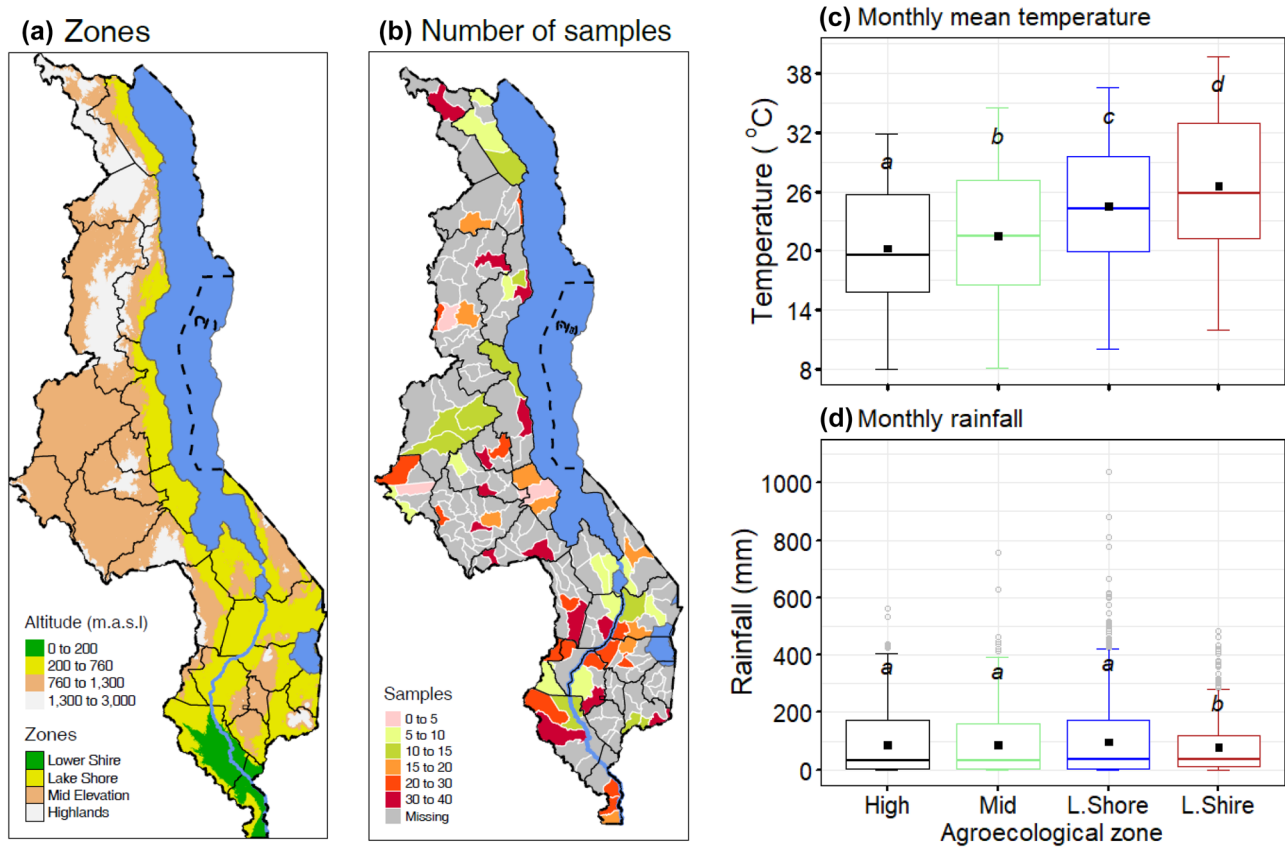 (a) Zones
Altitude (m.a.s.l)
0 to 200
200 to 760
760 to 1,300
1,300 to 3,000
Zones
Lower Shire
Lake Shore
Mid Elevation
Highlands
(b) Number of samples
Samples
0 to 5
5 to 10
10 to 15
15 to 20
20 to 30
30 to 40
Missing
(c) Monthly mean temperature
Temperature ( °C)
38
32
26
20
14
8
a
b
c
d
(d) Monthly rainfall
Rainfall (mm)
1000
800
600
400
200
0
a
a
a
b
High Mid L.Shore L.Shire
Agroecological zone